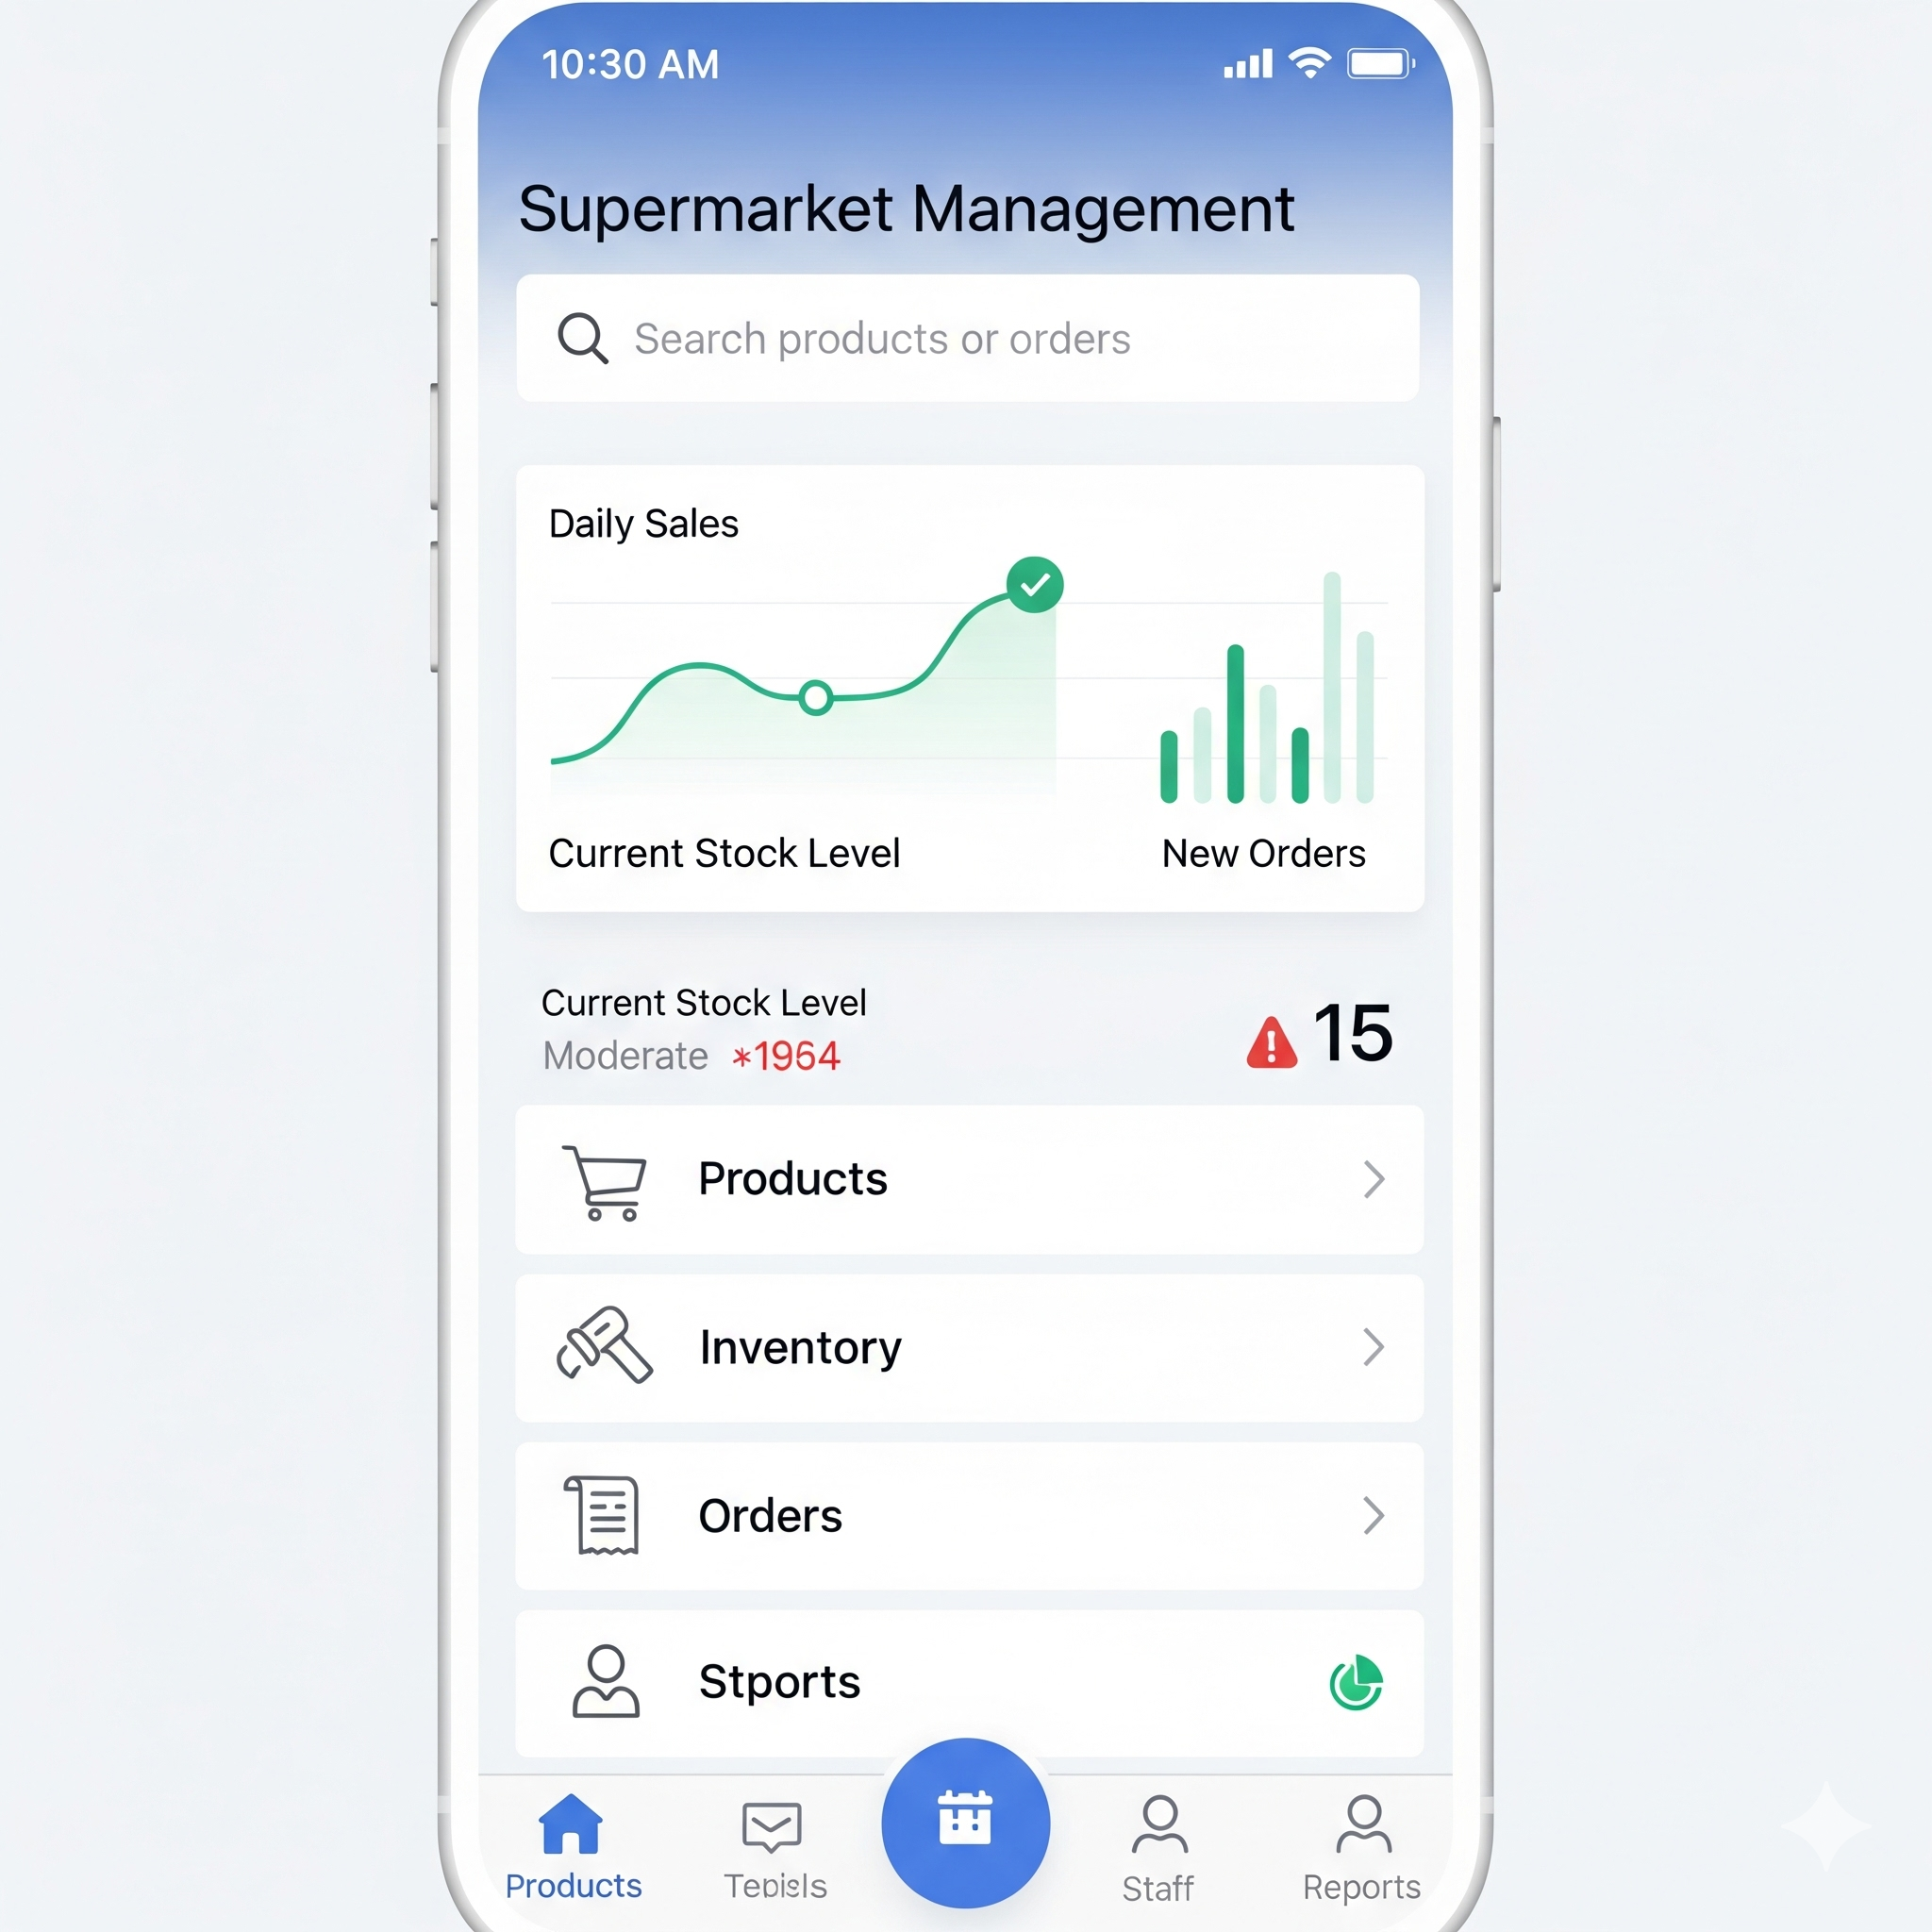 10:30 AM
Supermarket Management
Search products or orders
Daily Sales
Current Stock Level
New Orders
Current Stock Level
Moderate *1964
15
Products
Inventory
Orders
Stports
Products
Staff
Reports